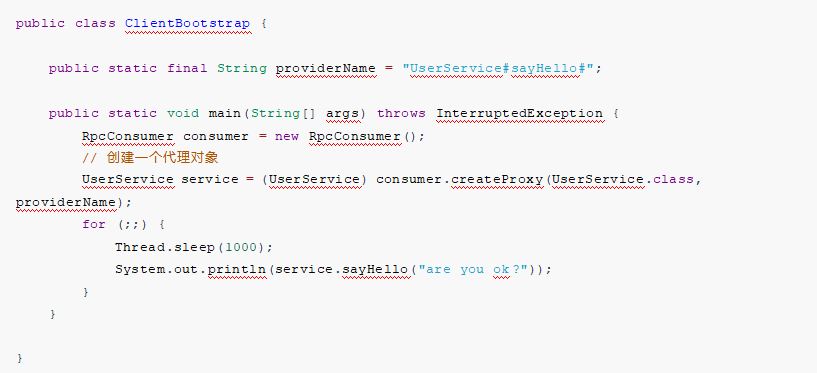 public class ClientBootstrap {
public static final String providerName = "UserService#sayHello#";
public static void main(String[] args) throws InterruptedException {
RpcConsumer consumer = new RpcConsumer();
// 创建一个代理对象
UserService service = (UserService) consumer.createProxy(UserService.class,
providerName);
for (;;) {
Thread.sleep(1000);
System.out.println(service.sayHello("are you ok?"));
}
}
}